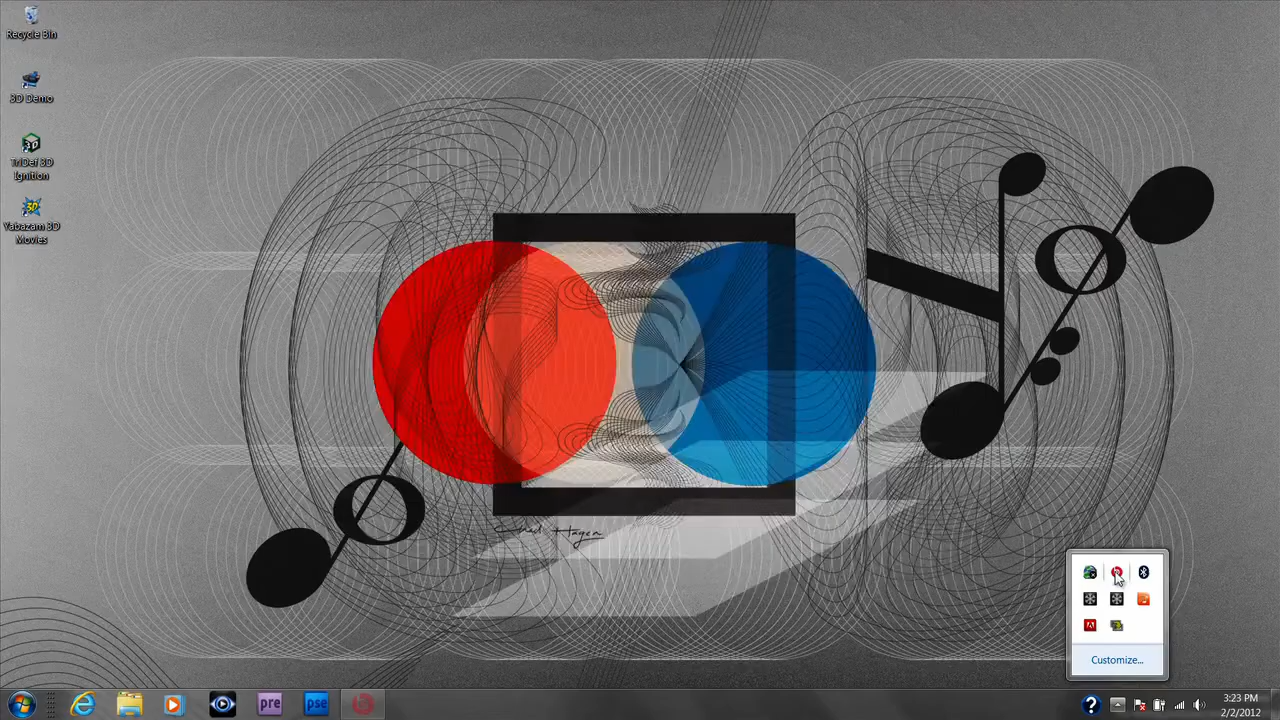 Recycle Bin
3D Demo
TriDef 3D
Ignition
3D
Yabazam 3D
Movies
Customize...
pre
pse
?
3:23 PM
2/2/2012